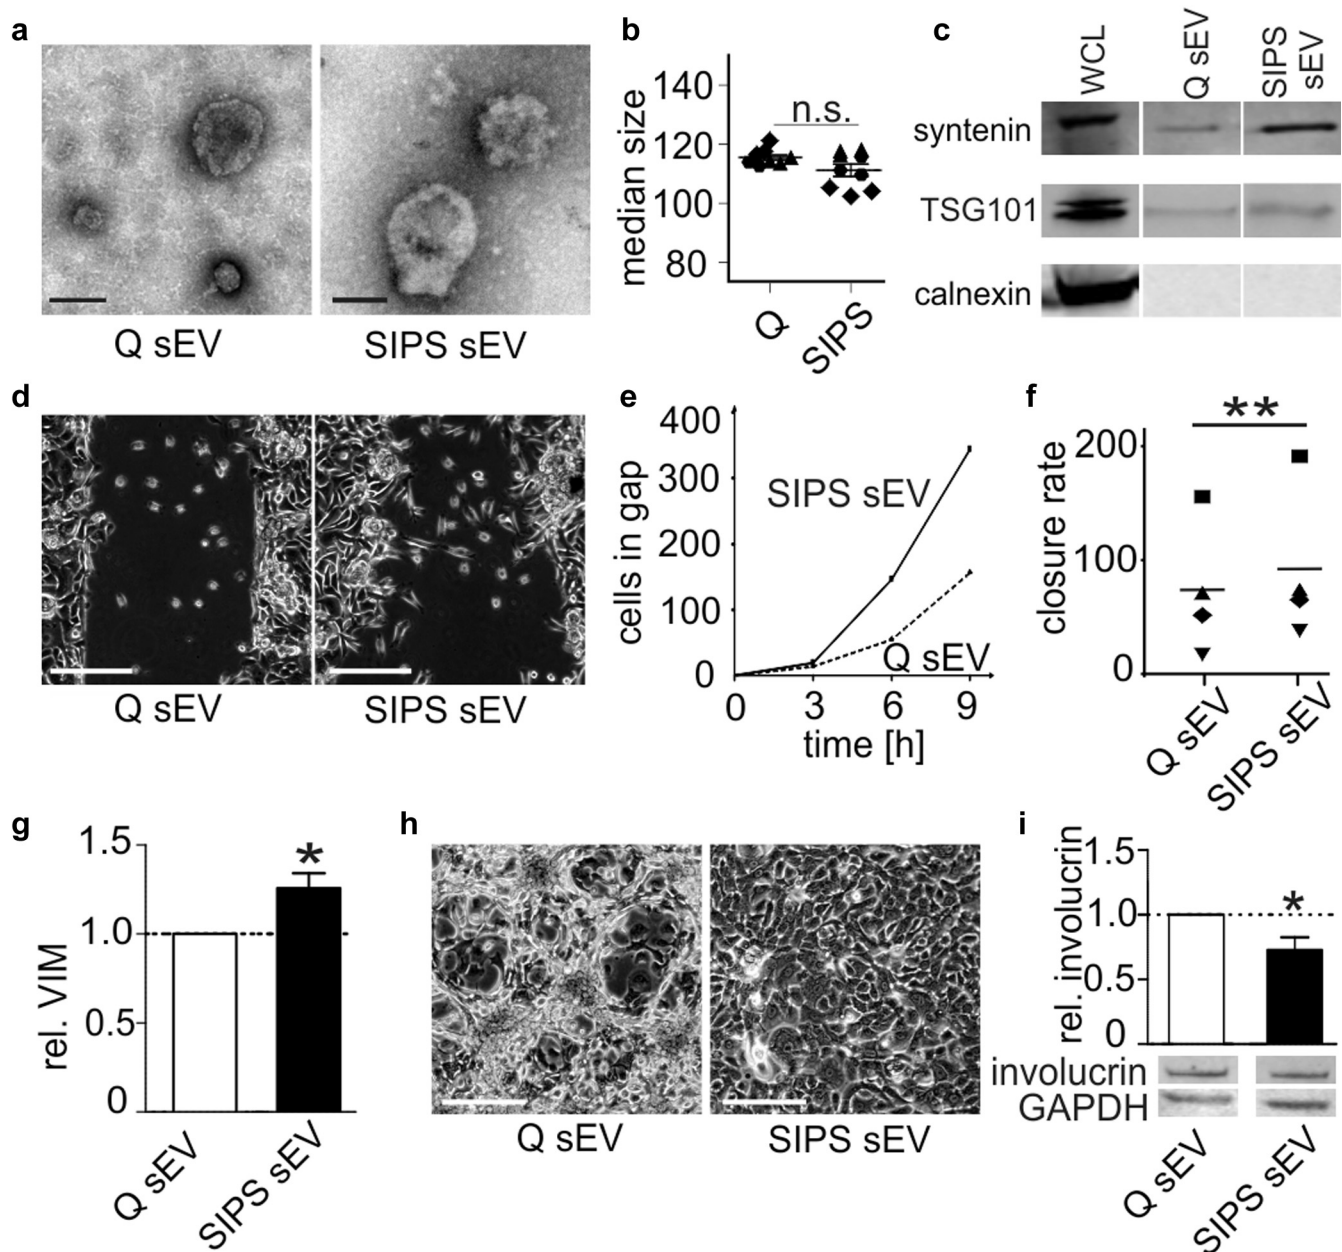 a
Q sEV
SIPS sEV
b
median size
140
120
100
80
n.s.
Q
SIPS
c
WCL
Q sEV
SIPS
sEV
syntenin
TSG101
calnexin
d
Q sEV
SIPS sEV
e
cells in gap
400
300
200
100
0
SIPS sEV
Q sEV
0 3 6 9
time [h]
f
closure rate
200
100
0
**
Q sEV
SIPS sEV
g
rel. VIM
1.5
1.0
0.5
0
*
Q sEV
SIPS sEV
h
Q sEV
SIPS sEV
i
rel. involucrin
1.5
1.0
0.5
0
*
involucrin
GAPDH
Q sEV
SIPS sEV